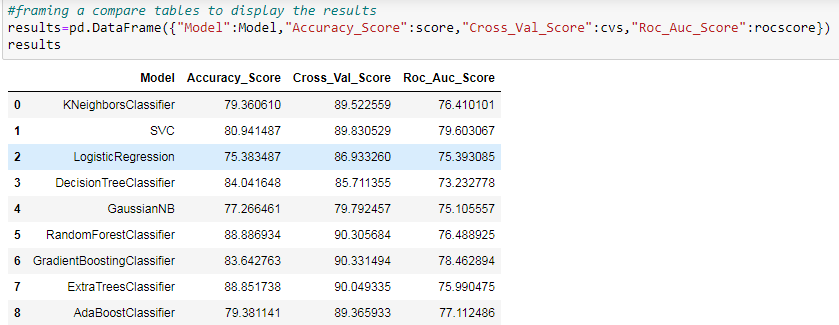 #framing a compare tables to display the results
results=pd.DataFrame({"Model":Model,"Accuracy_Score":score,"Cross_Val_Score":cvs,"Roc_Auc_Score":rocscore})
results
Model Accuracy_Score Cross_Val_Score Roc_Auc_Score
0 KNeighborsClassifier 79.360610 89.522559 76.410101
1 SVC 80.941487 89.830529 79.603067
2 LogisticRegression 75.383487 86.933260 75.393085
3 DecisionTreeClassifier 84.041648 85.711355 73.232778
4 GaussianNB 77.266461 79.792457 75.105557
5 RandomForestClassifier 88.886934 90.305684 76.488925
6 GradientBoostingClassifier 83.642763 90.331494 78.462894
7 ExtraTreesClassifier 88.851738 90.049335 75.990475
8 AdaBoostClassifier 79.381141 89.365933 77.112486